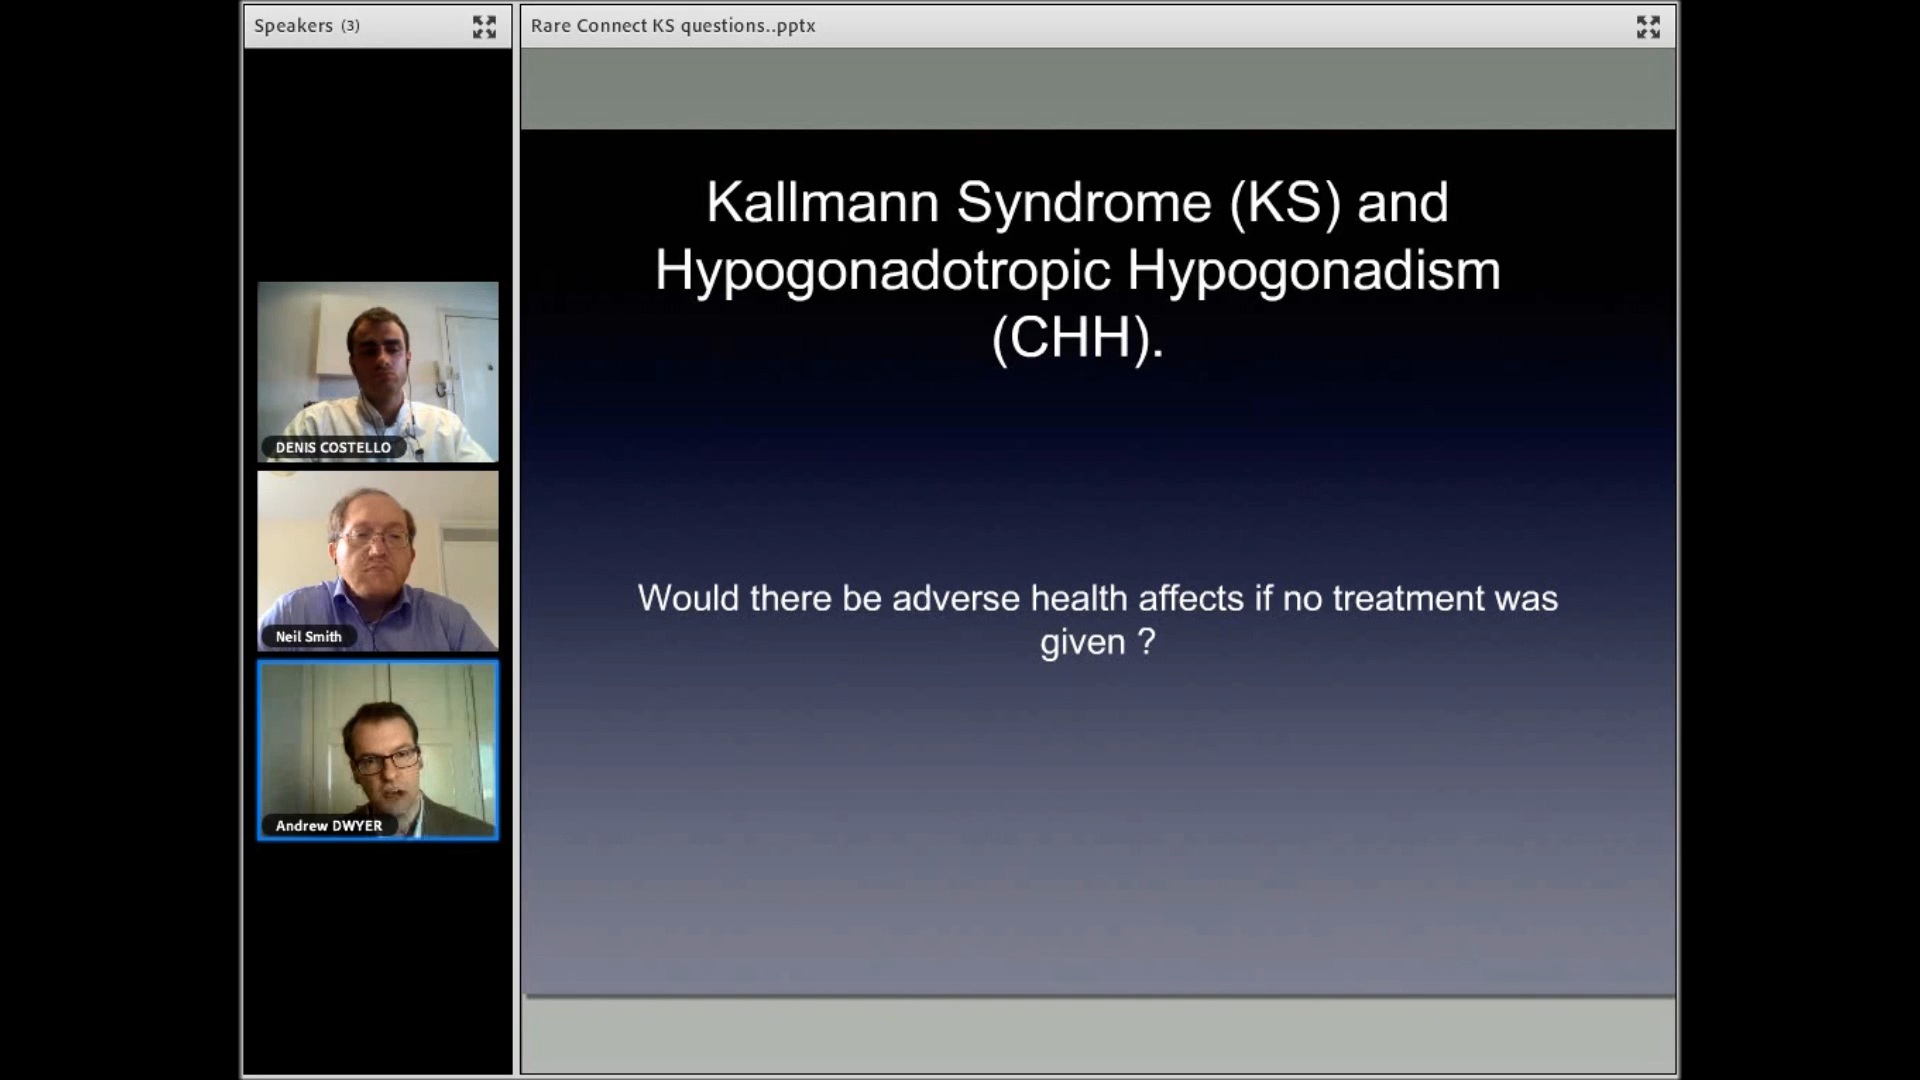 Speakers (3)
Rare Connect KS questions..pptx
Kallmann Syndrome (KS) and
Hypogonadotropic Hypogonadism
(CHH).
Would there be adverse health affects if no treatment was
given ?
DENIS COSTELLO
Neil Smith
Andrew DWYER